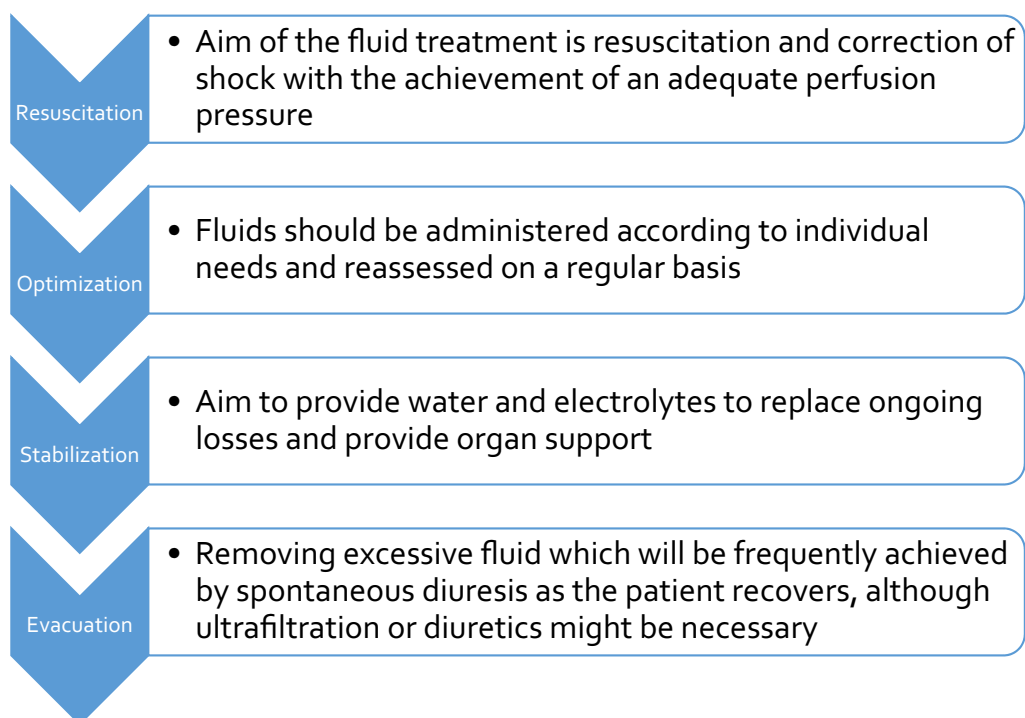 Resuscitation
• Aim of the fluid treatment is resuscitation and correction of
shock with the achievement of an adequate perfusion
pressure
Optimization
• Fluids should be administered according to individual
needs and reassessed on a regular basis
Stabilization
• Aim to provide water and electrolytes to replace ongoing
losses and provide organ support
Evacuation
• Removing excessive fluid which will be frequently achieved
by spontaneous diuresis as the patient recovers, although
ultrafiltration or diuretics might be necessary